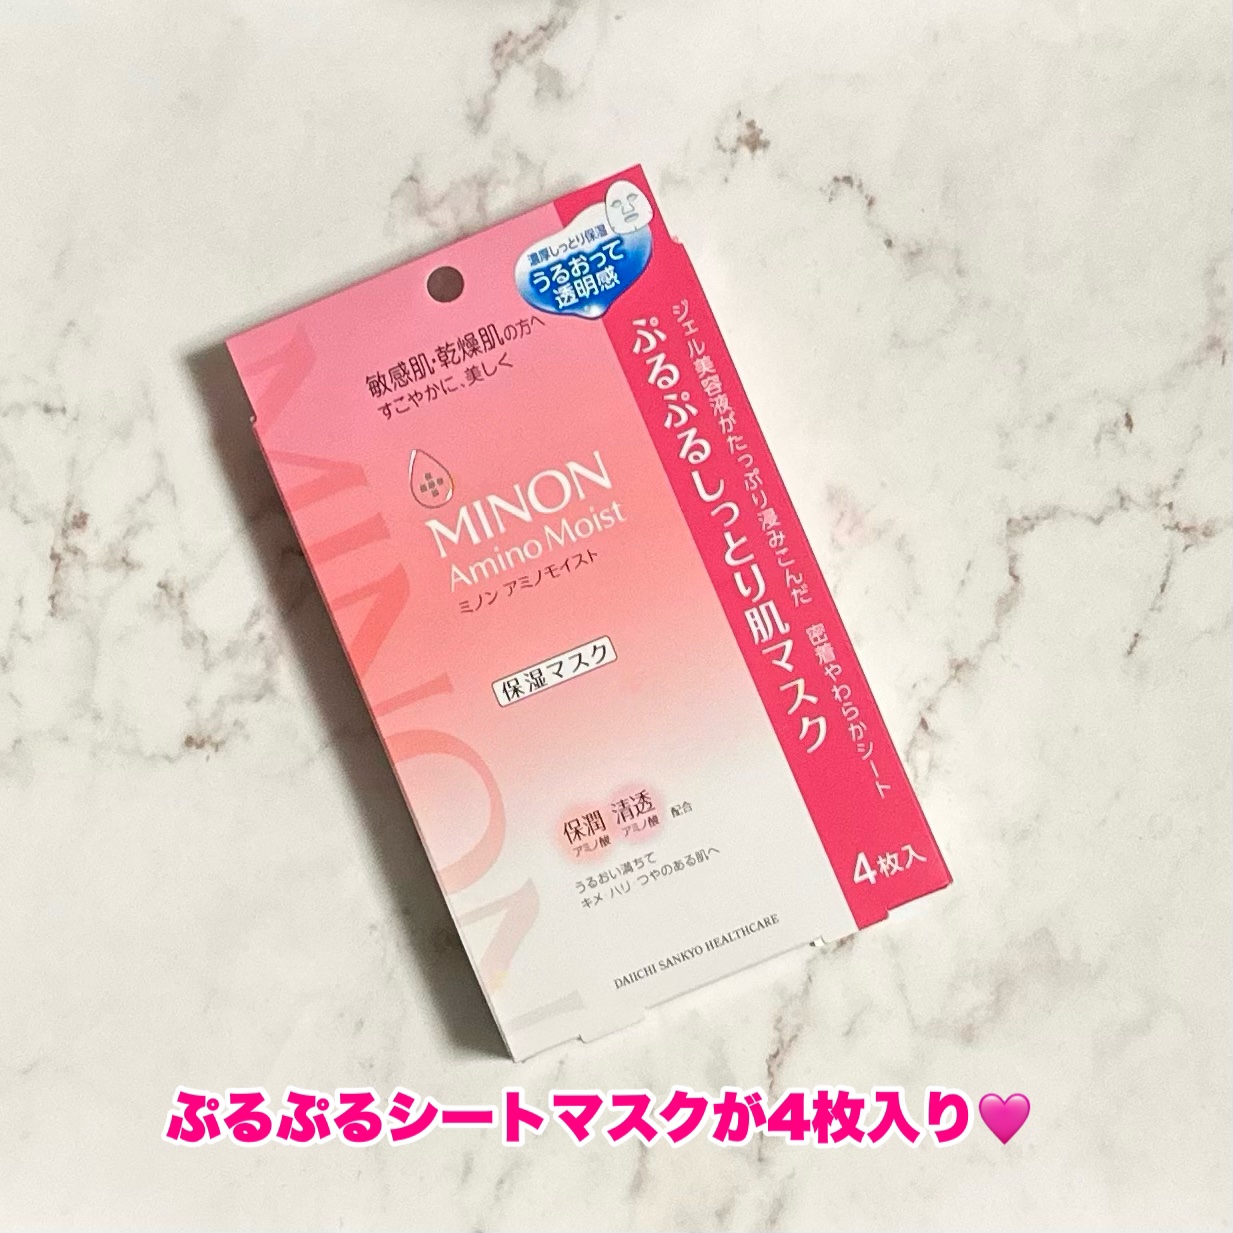 濃厚しっとり保湿
うるおって
透明感
敏感肌・乾燥肌の方へ
すこやかに、美しく
MINON
Amino Moist
ミノン アミノモイスト
保湿マスク
ジェル美容液がたっぷり浸みこんだ 密着やわらかシート
ぷるぷるしっとり肌マスク
4枚入
保潤 清透 配合
アミノ酸 アミノ酸
うるおい満ちて
キメ ハリ つやのある肌へ
DAIICHI SANKYO HEALTHCARE
MINON
ぷるぷるシートマスクが4枚入り🩷